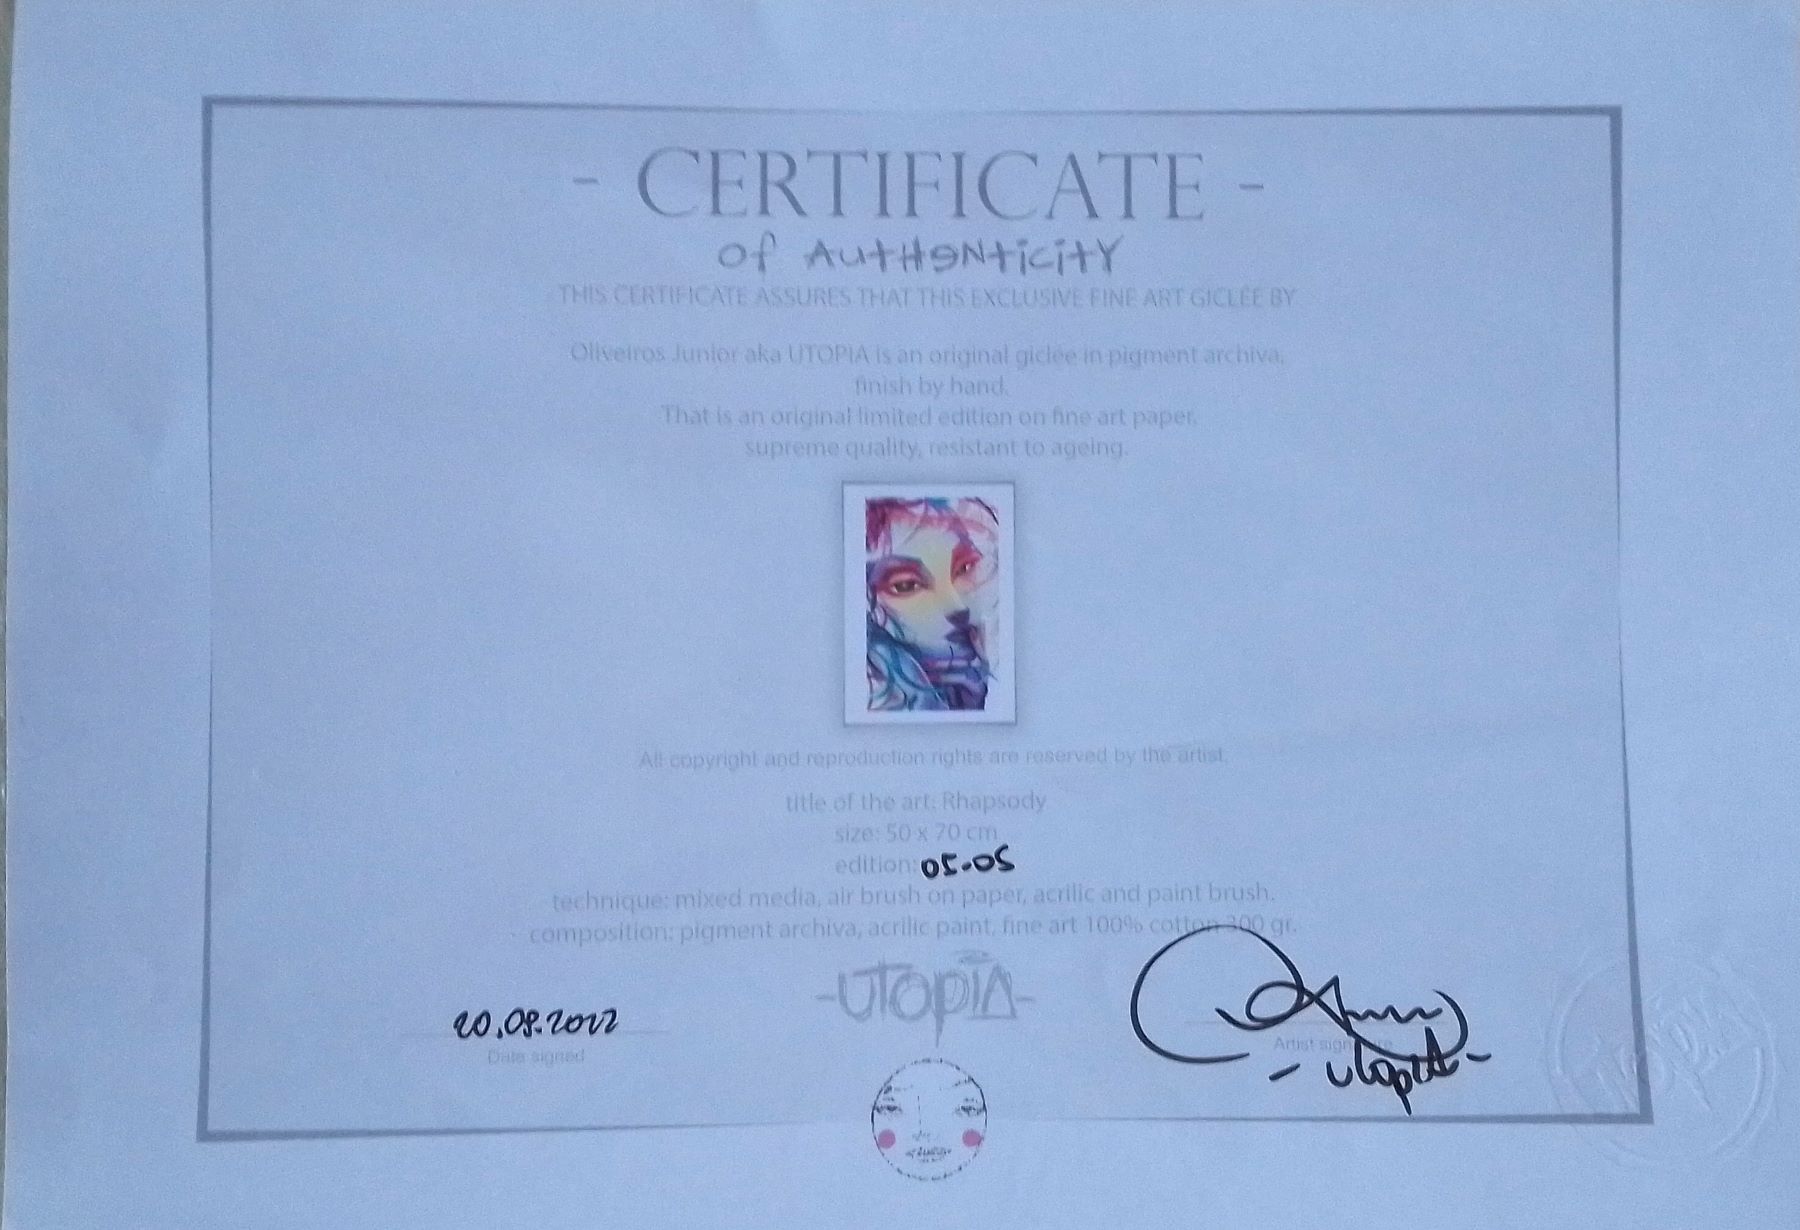 - CERTIFICATE -
of AUTHENTiCiTY
THIS CERTIFICATE ASSURES THAT THIS EXCLUSIVE FINE ART GICLÉE BY
Oliveiros Junior aka UTOPIA is an original giclée in pigment archiva,
finish by hand.
That is an original limited edition on fine art paper,
supreme quality, resistant to ageing.
All copyright and reproduction rights are reserved by the artist.
title of the art: Rhapsody
size: 50 x 70 cm
edition: 05-05
technique: mixed media, air brush on paper, acrilic and paint brush.
composition: pigment archiva, acrilic paint, fine art 100% cotton 300 gr.
-UTOPIA-
20.08.2022
Date signed
Artist signature
- UtopiA -